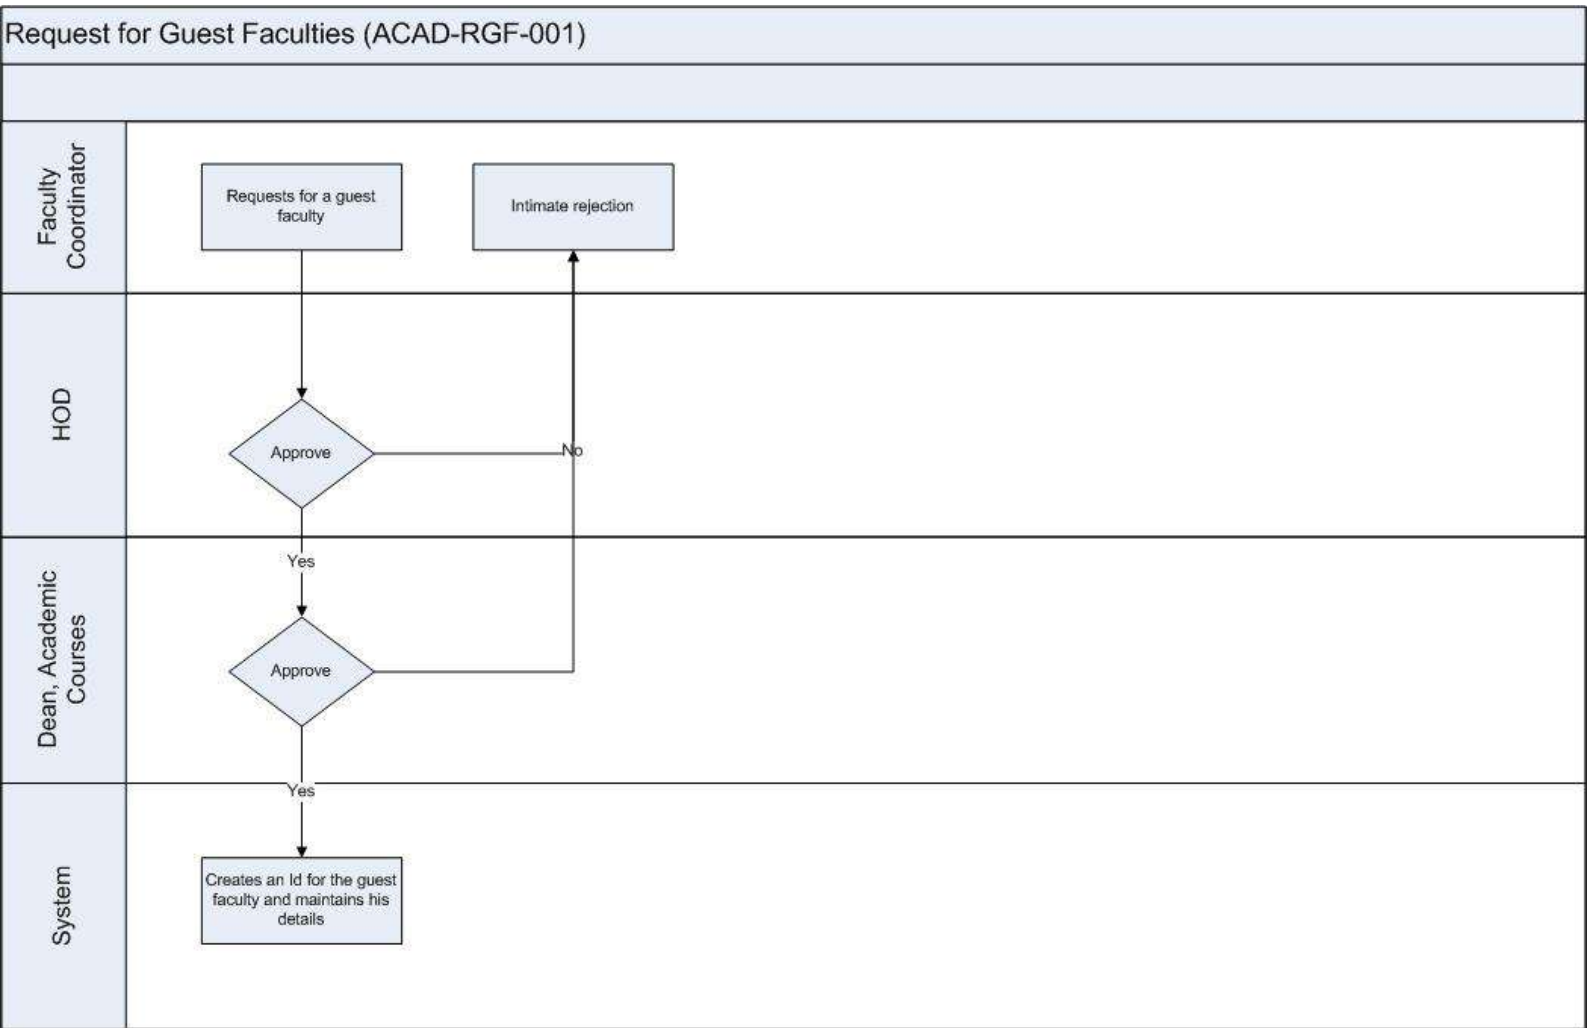 Request for Guest Faculties (ACAD-RGF-001)
Faculty
Coordinator
Requests for a guest
faculty
Intimate rejection
HOD
Approve
No
Yes
Dean, Academic
Courses
Approve
Yes
System
Creates an Id for the guest
faculty and maintains his
details